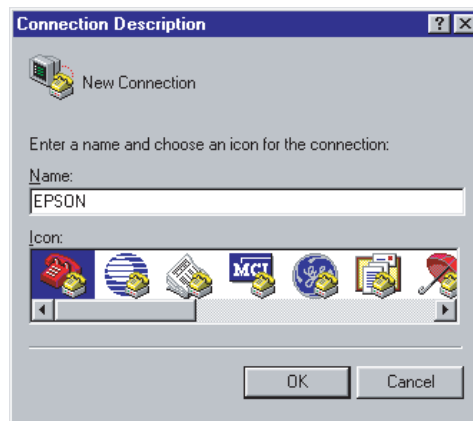 Connection Description
New Connection
Enter a name and choose an icon for the connection:
Name:
EPSON
Icon:
MCI
OK Cancel